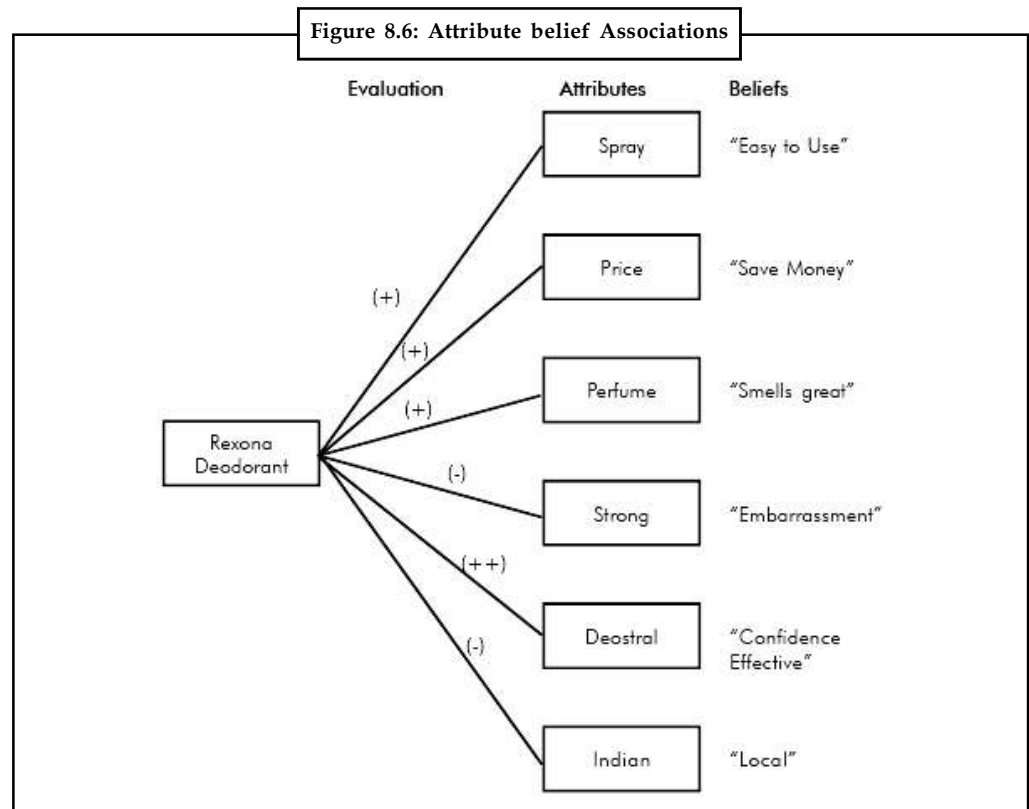 Figure 8.6: Attribute belief Associations
Evaluation Attributes Beliefs
Spray "Easy to Use"
(+)
Price "Save Money"
(+)
Perfume "Smells great"
(+)
Rexona
Deodorant
(-)
Strong "Embarrassment"
(++)
Deostral "Confidence
Effective"
(-)
Indian "Local"